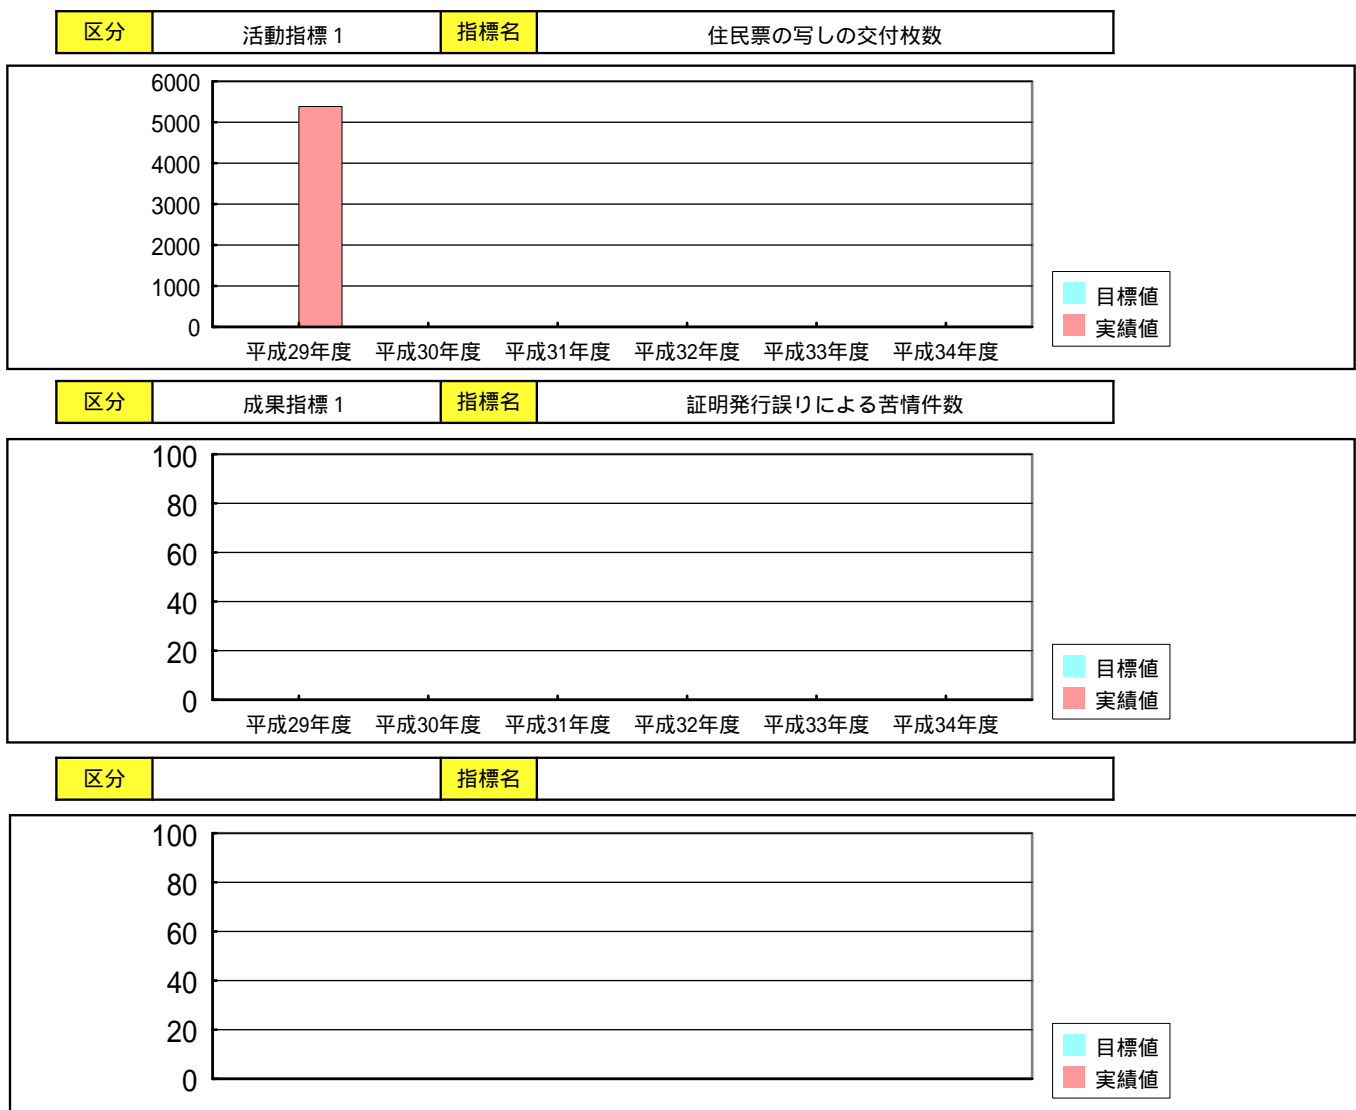 区分 活動指標1 指標名 住民票の写しの交付枚数
6000
5000
4000
3000
2000
1000
0
平成29年度 平成30年度 平成31年度 平成32年度 平成33年度 平成34年度
目標値
実績値
区分 成果指標1 指標名 証明発行誤りによる苦情件数
100
80
60
40
20
0
平成29年度 平成30年度 平成31年度 平成32年度 平成33年度 平成34年度
目標値
実績値
区分 指標名
100
80
60
40
20
0
目標値
実績値